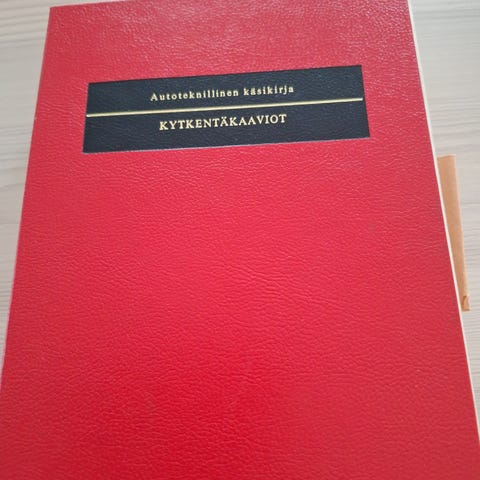 Autoteknillinen käsikirja
KYTKENTÄKAAVIOT